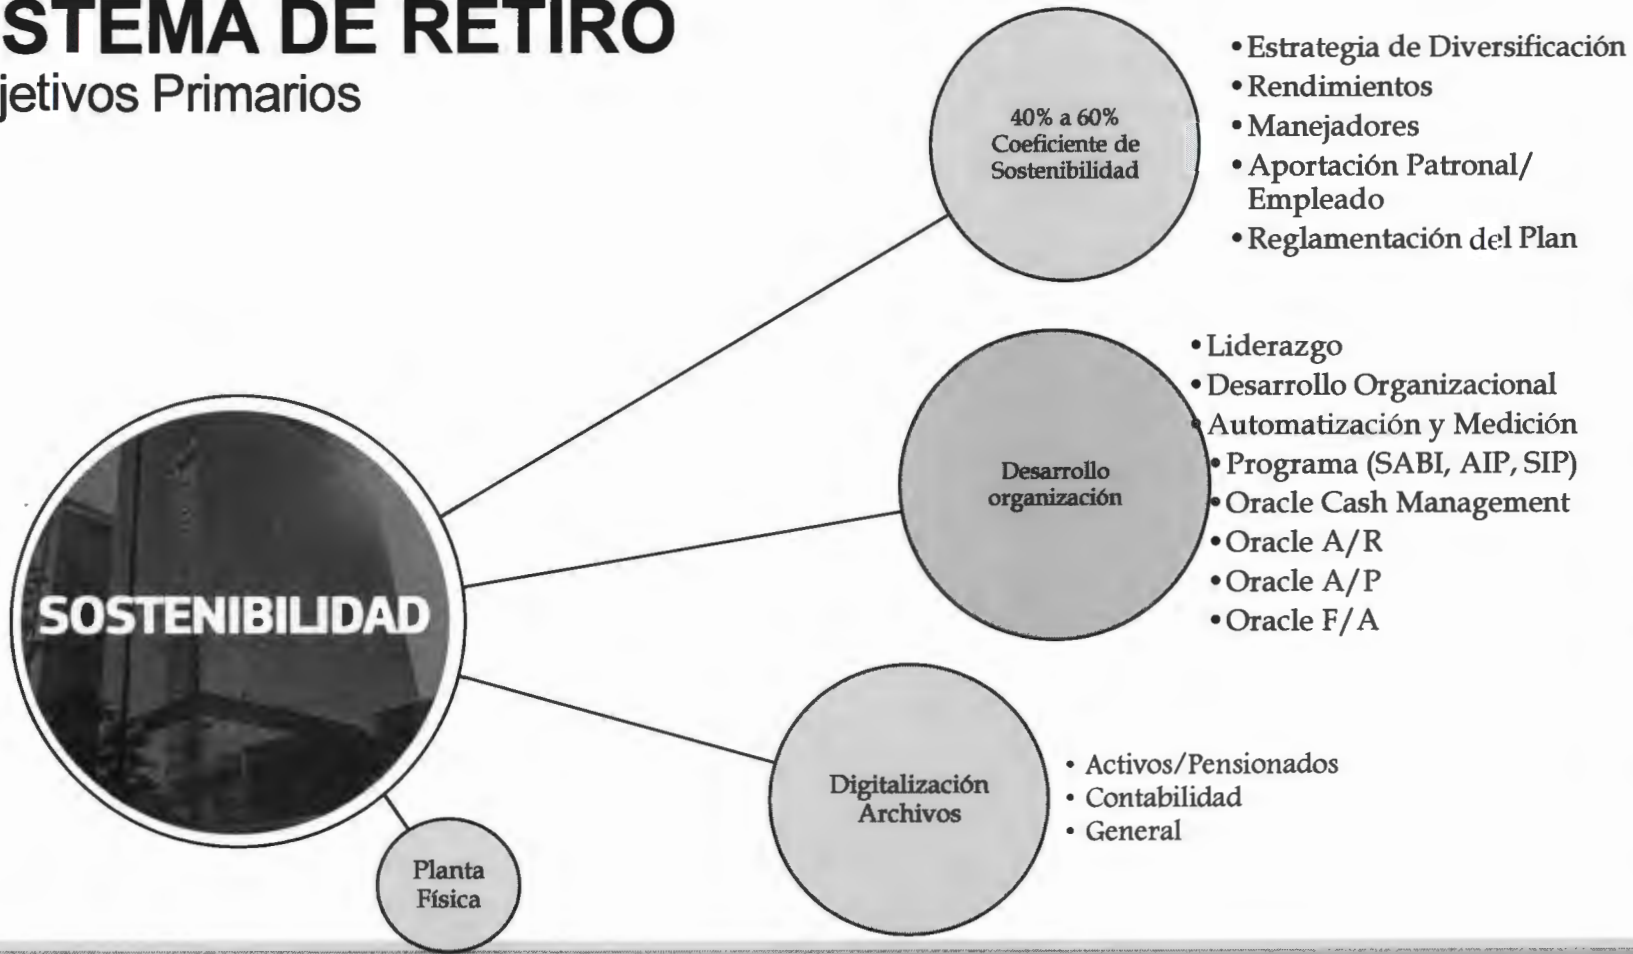 STEMA DE RETIRO
jetivos Primarios
40% a 60%
Coeficiente de
Sostenibilidad
• Estrategia de Diversificación
• Rendimientos
• Manejadores
• Aportación Patronal/
Empleado
• Reglamentación del Plan
Desarrollo
organización
• Liderazgo
• Desarrollo Organizacional
• Automatización y Medición
• Programa (SABI, AIP, SIP)
• Oracle Cash Management
• Oracle A/R
• Oracle A/P
• Oracle F/A
SOSTENIBILIDAD
Digitalización
Archivos
• Activos/Pensionados
• Contabilidad
• General
Planta
Física